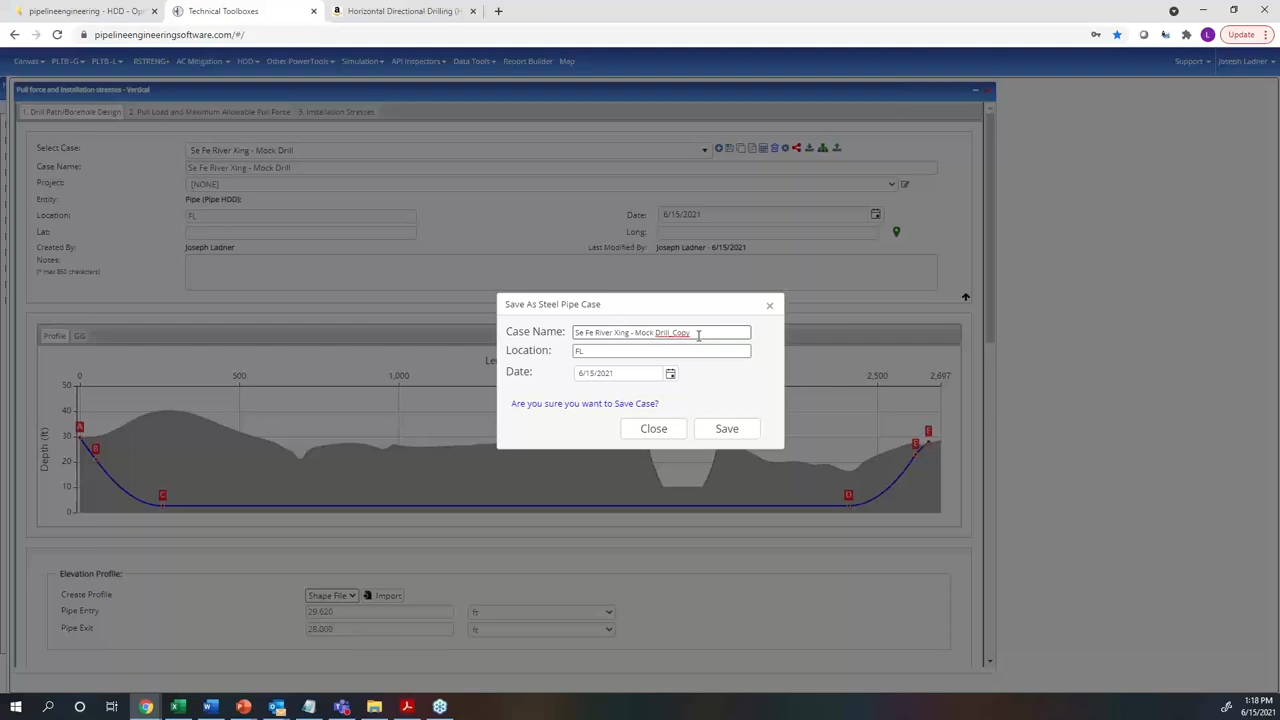 pipelineengineering - HDD - Op
Technical Toolboxes
Horizontal Directional Drilling (H
pipelineengineeringsoftware.com/#/
Update
Canvas
PLTB -G
PLTB -L
RSTRENG+
AC Mitigation
HDD
Other PowerTools
Simulation
API Inspectors
Data Tools
Report Builder
Map
Support
Joseph Ladner
Pull force and installation stresses - Vertical
1. Drill Path/Borehole Design
2. Pull Load and Maximum Allowable Pull Force
3. Installation Stresses
Select Case:
Se Fe River Xing - Mock Drill
Case Name:
Se Fe River Xing - Mock Drill
Project:
[NONE]
Entity:
Pipe (Pipe HDD):
Location:
FL
Date:
6/15/2021
Lat:
Long:
Created By:
Joseph Ladner
Last Modified By:
Joseph Ladner - 6/15/2021
Notes:
(* max 850 characters)
Save As Steel Pipe Case
Case Name:
Se Fe River Xing - Mock Drill_Copy
Location:
FL
Date:
6/15/2021
Are you sure you want to Save Case?
Close
Save
Profile
GIS
Le
0
500
1,000
2,500
2,697
Depth (ft)
50
40
30
20
10
0
A
B
C
D
E
F
Elevation Profile:
Create Profile
Shape File
Import
Pipe Entry
29.620
ft
Pipe Exit
28.000
ft
1:18 PM
6/15/2021